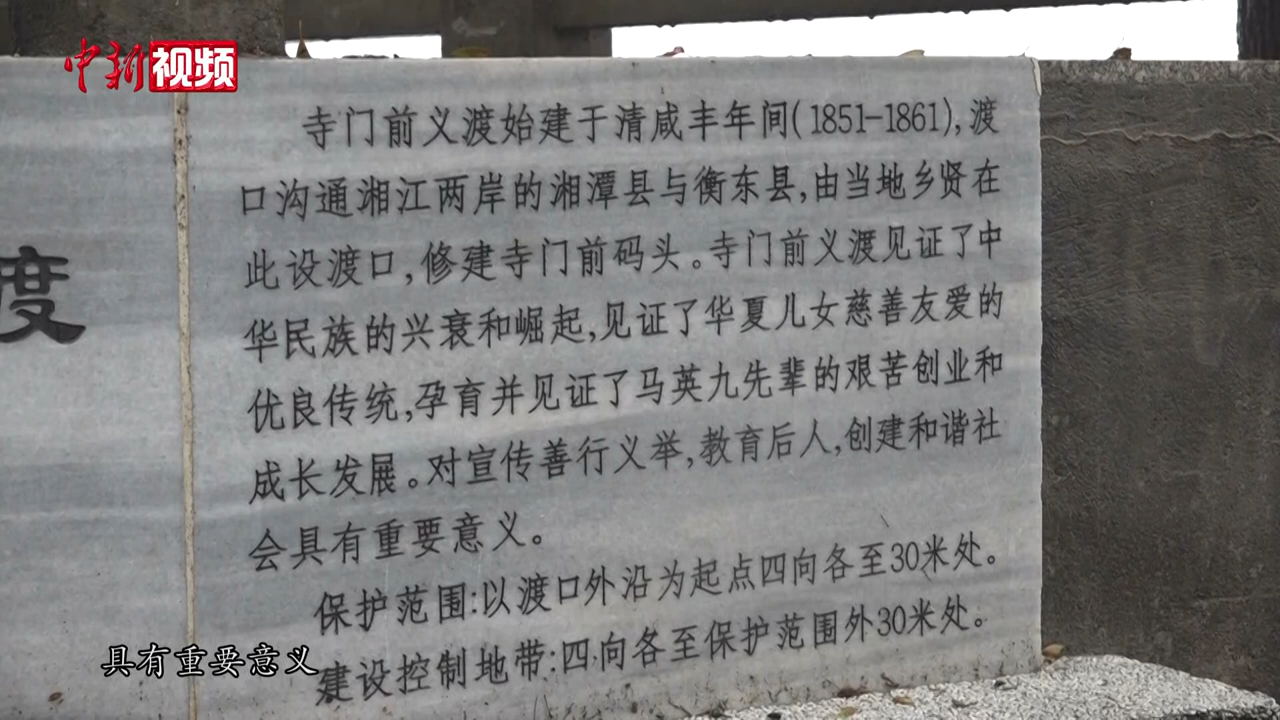 中新视频
寺门前义渡始建于清咸丰年间(1851-1861),渡
口沟通湘江两岸的湘潭县与衡东县,由当地乡贤在
此设渡口,修建寺门前码头。寺门前义渡见证了中
华民族的兴衰和崛起,见证了华夏儿女慈善友爱的
优良传统,孕育并见证了马英九先辈的艰苦创业和
成长发展。对宣传善行义举,教育后人,创建和谐社
会具有重要意义。
保护范围:以渡口外沿为起点四向各至30米处。
建设控制地带:四向各至保护范围外30米处。
渡
具有重要意义